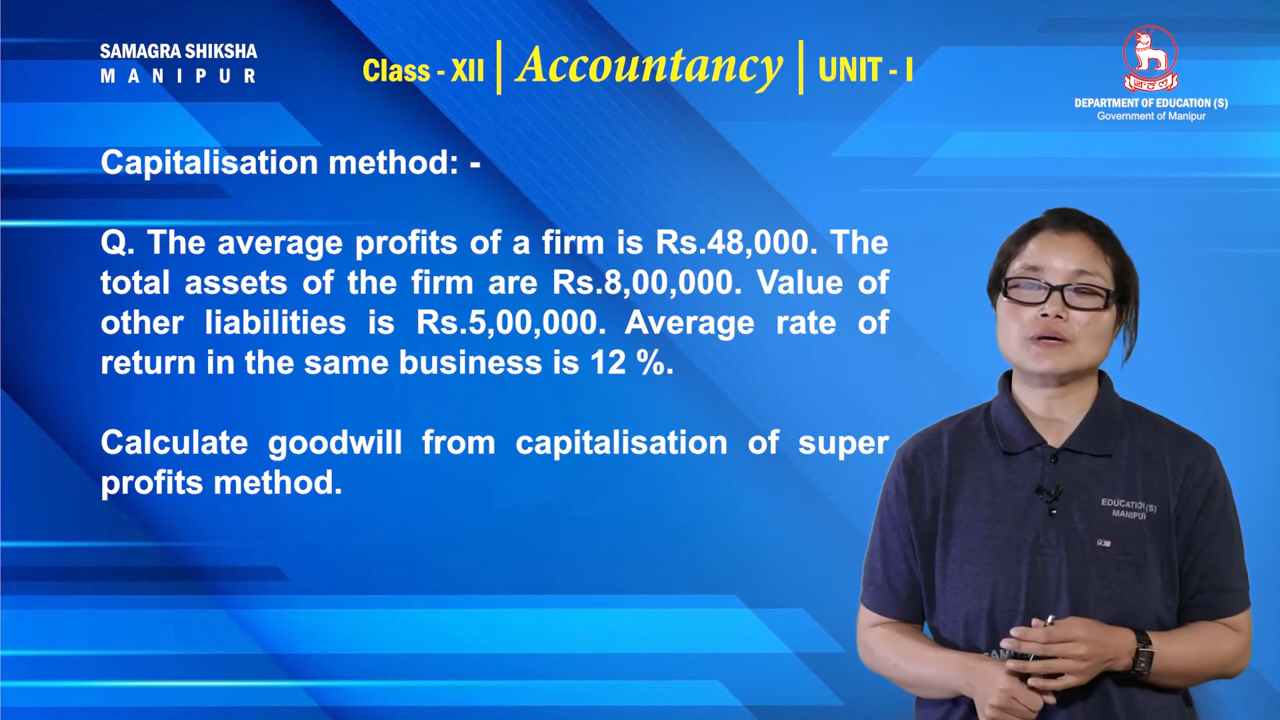 SAMAGRA SHIKSHA
MANIPUR
Class - XII | Accountancy | UNIT - I
DEPARTMENT OF EDUCATION (S)
Government of Manipur
Capitalisation method: -
Q. The average profits of a firm is Rs.48,000. The
total assets of the firm are Rs.8,00,000. Value of
other liabilities is Rs.5,00,000. Average rate of
return in the same business is 12 %.
Calculate goodwill from capitalisation of super
profits method.
EDUCATION (S)
MANIPUR